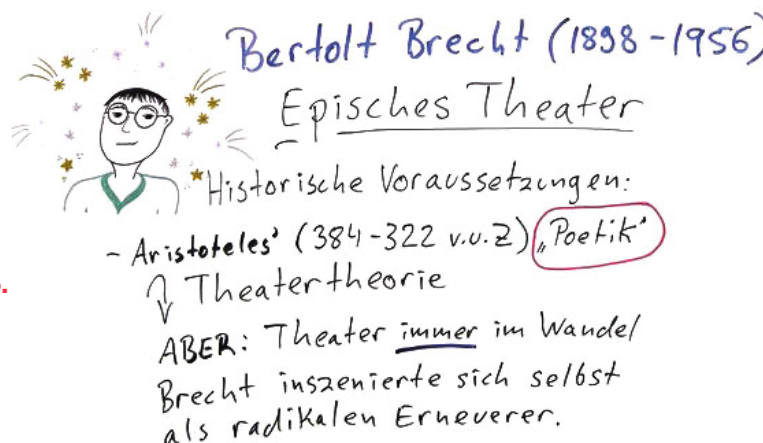 Bertolt Brecht (1898-1956)
Episches Theater
Historische Voraussetzungen:
- Aristoteles' (384-322 v.u.Z) „Poetik"
Theatertheorie
ABER: Theater immer im Wandel
Brecht inszenierte sich selbst
als radikalen Erneuerer.